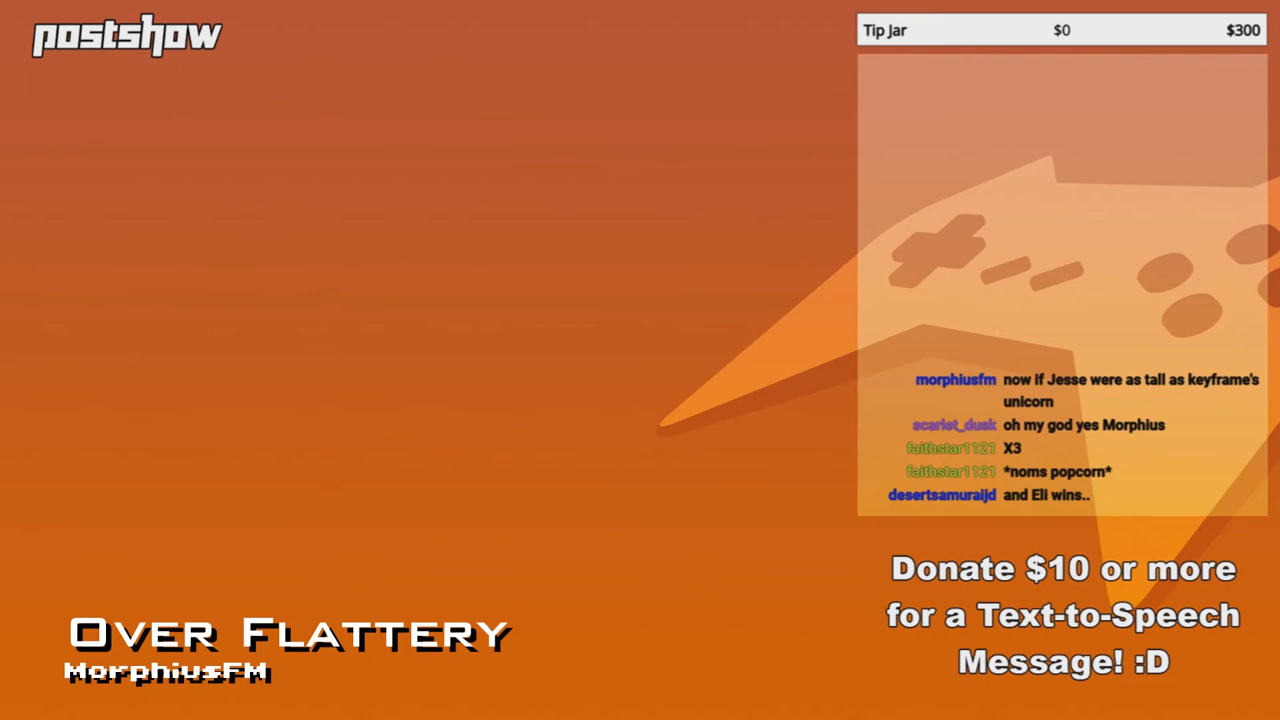 postshow
Tip Jar $0 $300
morphiusfm now if Jesse were as tall as keyframe's
unicorn
scarlet_dusk oh my god yes Morphius
faithstar1121 X3
faithstar1121 *noms popcorn*
desertsamuraijd and Eli wins..
Donate $10 or more
for a Text-to-Speech
Message! :D
Over Flattery
MorphiusFM